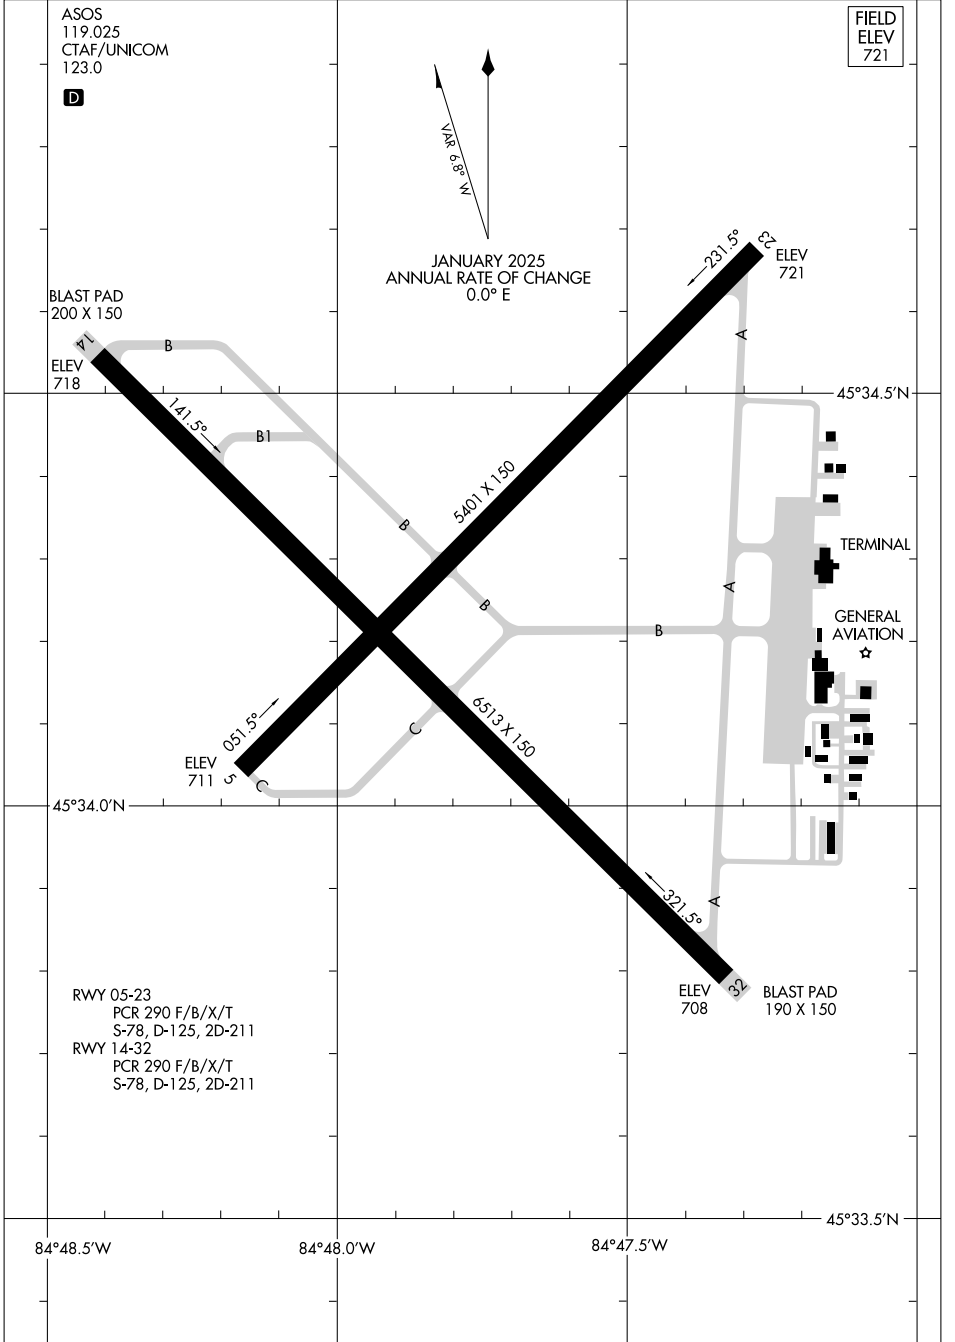 ASOS
119.025
CTAF/UNICOM
123.0
D
FIELD
ELEV
721
VAR 6.8° W
JANUARY 2025
ANNUAL RATE OF CHANGE
0.0° E
231.5°
23
ELEV
721
A
BLAST PAD
200 X 150
14
ELEV
718
B
141.5°
B1
45°34.5'N
5401 X 150
B
B
A
B
TERMINAL
GENERAL
AVIATION
051.5°
ELEV
711
5
C
C
6513 X 150
45°34.0'N
321.5°
A
ELEV
708
32
BLAST PAD
190 X 150
RWY 05-23
PCR 290 F/B/X/T
S-78, D-125, 2D-211
RWY 14-32
PCR 290 F/B/X/T
S-78, D-125, 2D-211
45°33.5'N
84°48.5'W
84°48.0'W
84°47.5'W